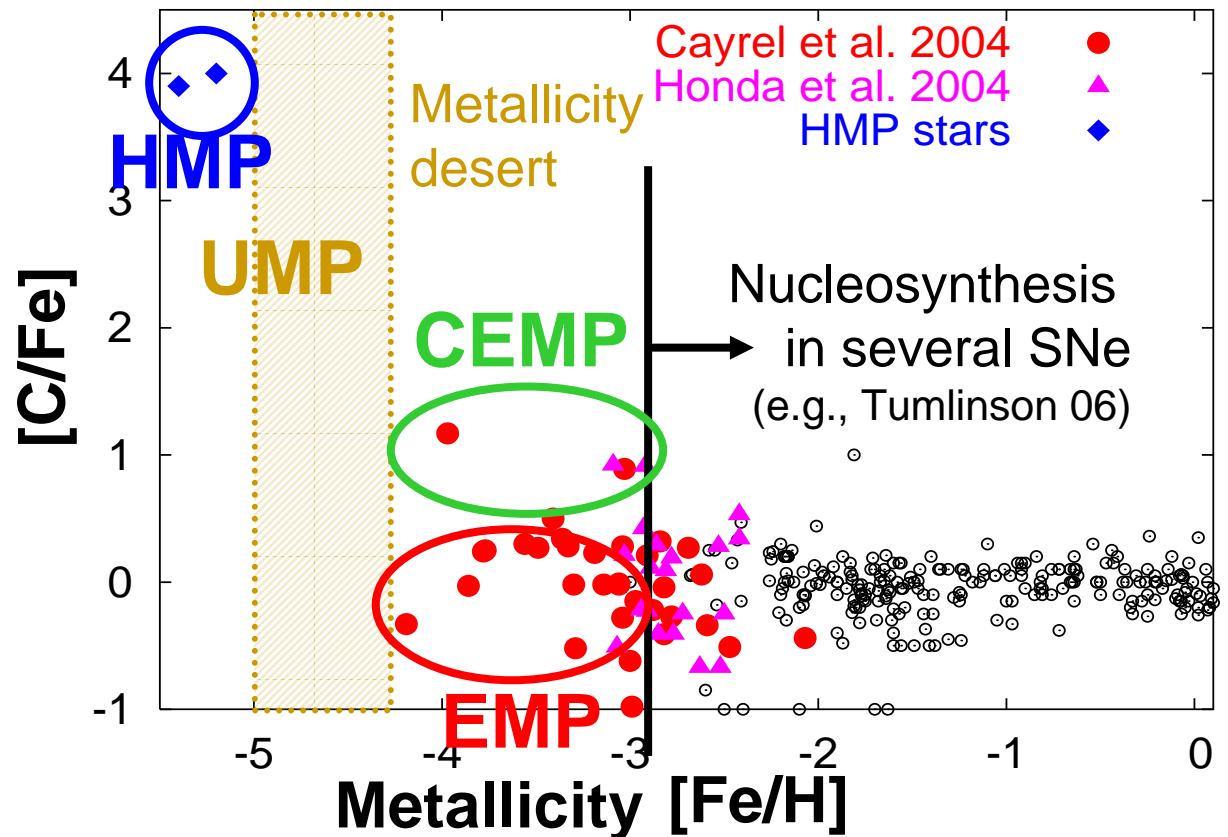 Cayrel et al. 2004
Honda et al. 2004
HMP stars
Metallicity
desert
HMP
UMP
CEMP
EMP
Nucleosynthesis
in several SNe
(e.g., Tumlinson 06)
[C/Fe]
4
3
2
1
0
-1
-5
-4
-3
-2
-1
0
Metallicity [Fe/H]